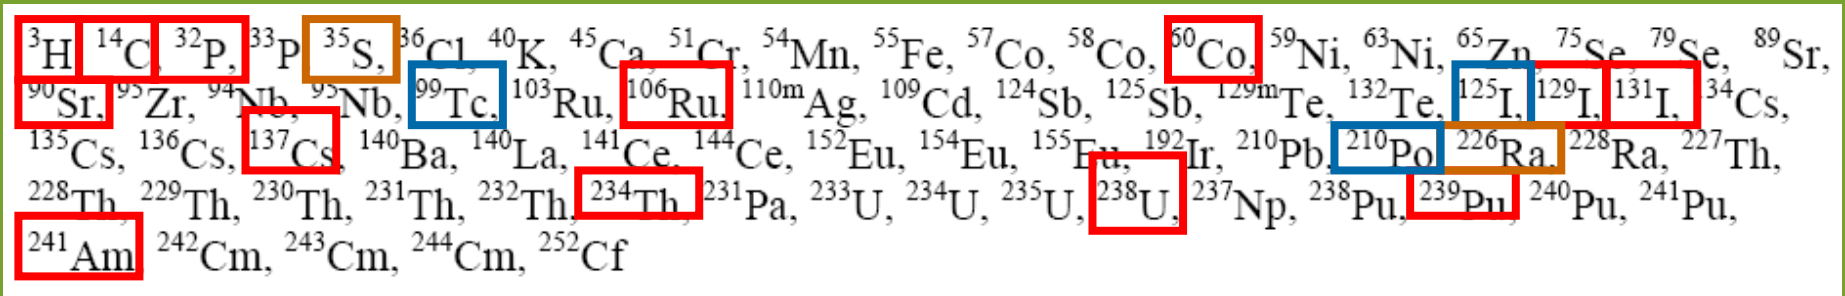 ³H, ¹⁴C, ³²P, ³³P, ³⁵S, ³⁶Cl, ⁴⁰K, ⁴⁵Ca, ⁵¹Cr, ⁵⁴Mn, ⁵⁵Fe, ⁵⁷Co, ⁵⁸Co, ⁶⁰Co, ⁵⁹Ni, ⁶³Ni, ⁶⁵Zn, ⁷⁵Se, ⁷⁹Se, ⁸⁹Sr,
⁹⁰Sr, ⁹⁵Zr, ⁹⁴Nb, ⁹⁵Nb, ⁹⁹Tc, ¹⁰³Ru, ¹⁰⁶Ru, ¹¹⁰ᵐAg, ¹⁰⁹Cd, ¹²⁴Sb, ¹²⁵Sb, ¹²⁹ᵐTe, ¹³²Te, ¹²⁵I, ¹²⁹I, ¹³¹I, ¹³⁴Cs,
¹³⁵Cs, ¹³⁶Cs, ¹³⁷Cs, ¹⁴⁰Ba, ¹⁴⁰La, ¹⁴¹Ce, ¹⁴⁴Ce, ¹⁵²Eu, ¹⁵⁴Eu, ¹⁵⁵Eu, ¹⁹²Ir, ²¹⁰Pb, ²¹⁰Po, ²²⁶Ra, ²²⁸Ra, ²²⁷Th,
²²⁸Th, ²²⁹Th, ²³⁰Th, ²³¹Th, ²³²Th, ²³⁴Th, ²³¹Pa, ²³³U, ²³⁴U, ²³⁵U, ²³⁸U, ²³⁷Np, ²³⁸Pu, ²³⁹Pu, ²⁴⁰Pu, ²⁴¹Pu,
²⁴¹Am, ²⁴²Cm, ²⁴³Cm, ²⁴⁴Cm, ²⁵²Cf